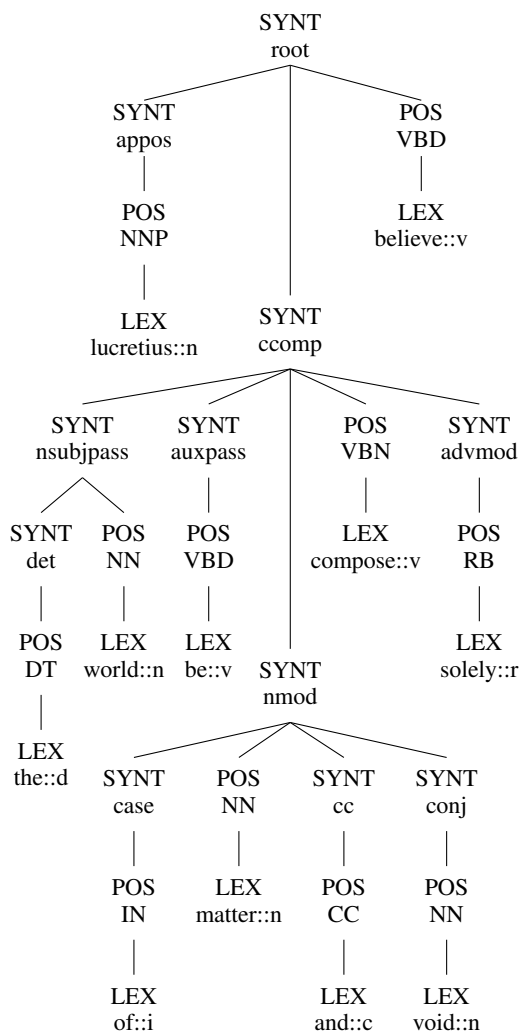 SYNT
root
SYNT
appos
POS
VBD
POS
NNP
LEX
believe::v
LEX
lucretius::n
SYNT
ccomp
SYNT
nsubjpass
SYNT
auxpass
POS
VBN
SYNT
advmod
SYNT
det
POS
NN
POS
VBD
LEX
compose::v
POS
RB
POS
DT
LEX
world::n
LEX
be::v
SYNT
nmod
LEX
solely::r
LEX
the::d
SYNT
case
POS
NN
SYNT
cc
SYNT
conj
POS
IN
LEX
matter::n
POS
CC
POS
NN
LEX
of::i
LEX
and::c
LEX
void::n